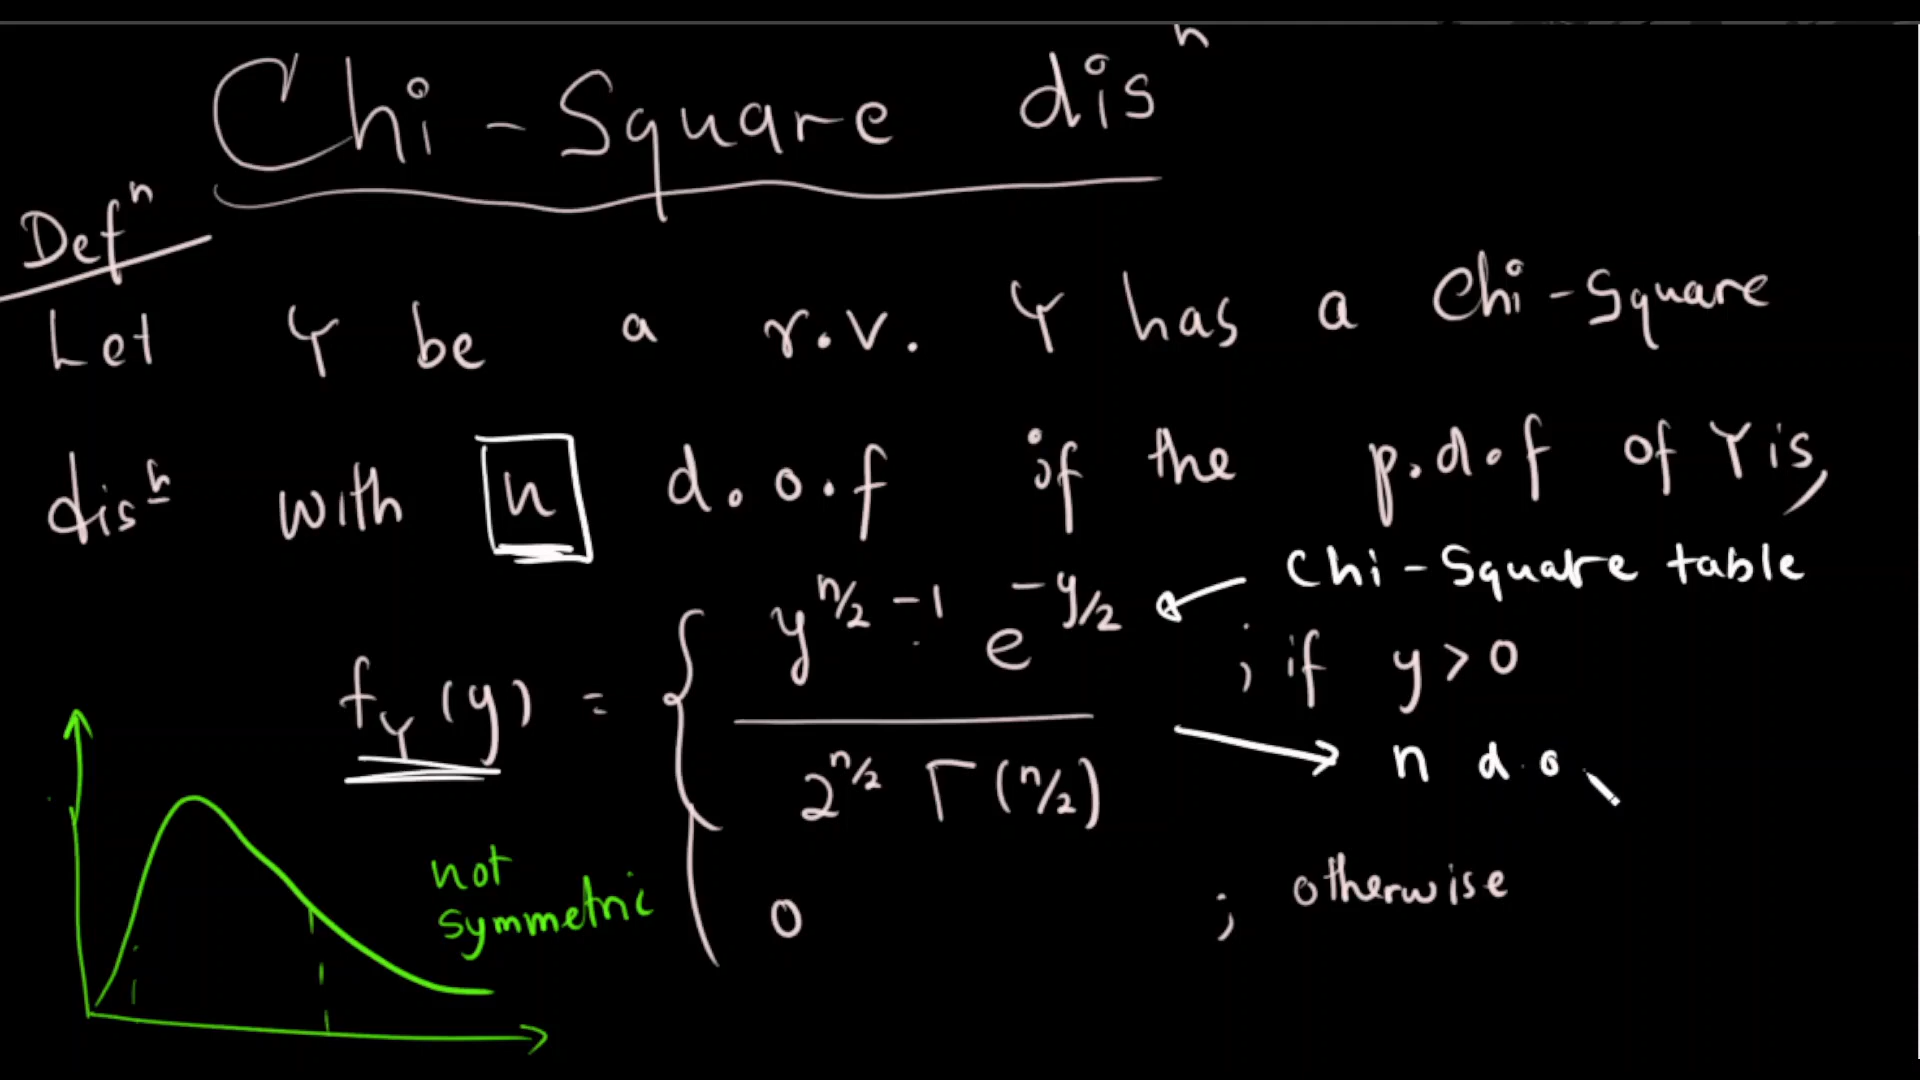 Chi-Square disⁿ
Defⁿ
Let Y be a r.v. Y has a Chi-Square
disⁿ with n d.o.f if the p.d.f of Y is,
Chi-Square table
f_Y(y) = { y^(n/2 - 1) e^(-y/2) / 2^(n/2) Γ(n/2) ; if y > 0
n d.o.
0 ; otherwise
not
symmetric